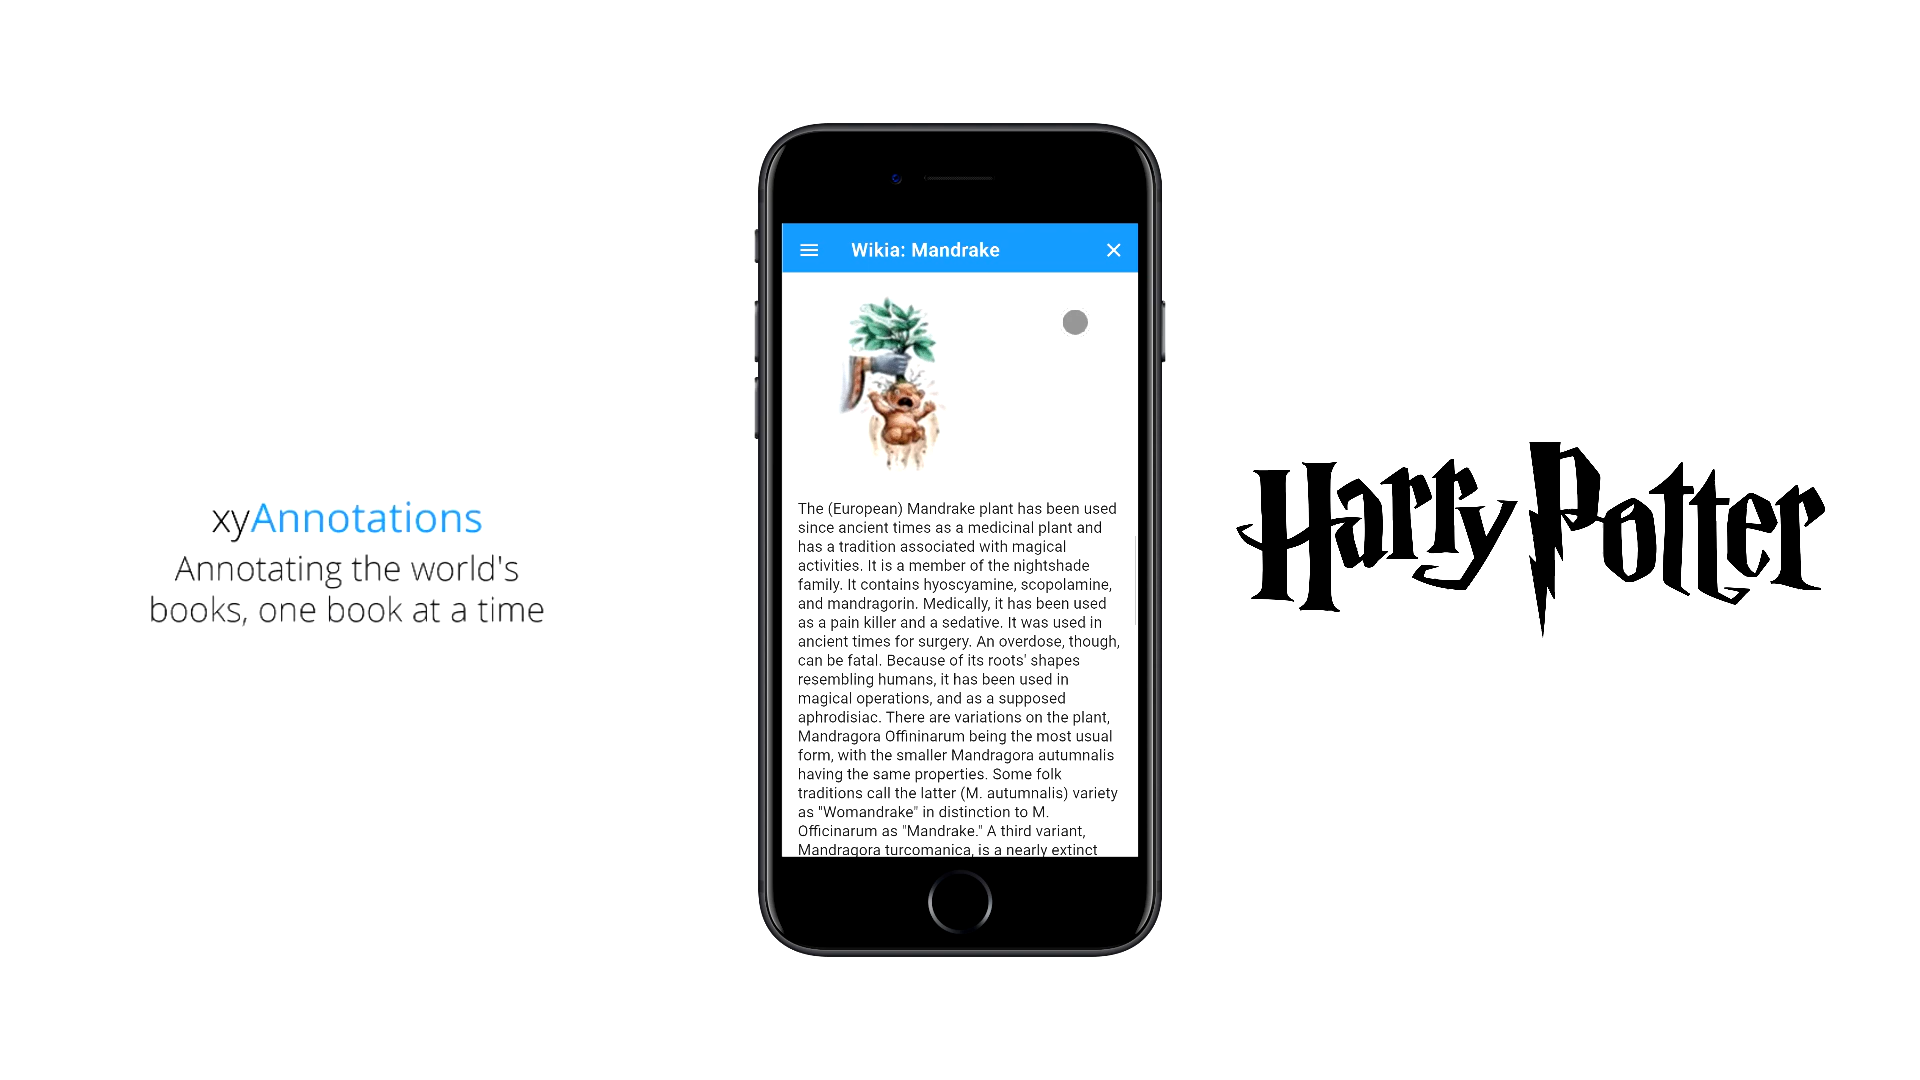 xyAnnotations
Annotating the world's
books, one book at a time
Wikia: Mandrake
The (European) Mandrake plant has been used
since ancient times as a medicinal plant and
has a tradition associated with magical
activities. It is a member of the nightshade
family. It contains hyoscyamine, scopolamine,
and mandragorin. Medically, it has been used
as a pain killer and a sedative. It was used in
ancient times for surgery. An overdose, though,
can be fatal. Because of its roots' shapes
resembling humans, it has been used in
magical operations, and as a supposed
aphrodisiac. There are variations on the plant,
Mandragora Offininarum being the most usual
form, with the smaller Mandragora autumnalis
having the same properties. Some folk
traditions call the latter (M. autumnalis) variety
as "Womandrake" in distinction to M.
Officinarum as "Mandrake." A third variant,
Mandragora turcomanica, is a nearly extinct
Harry Potter